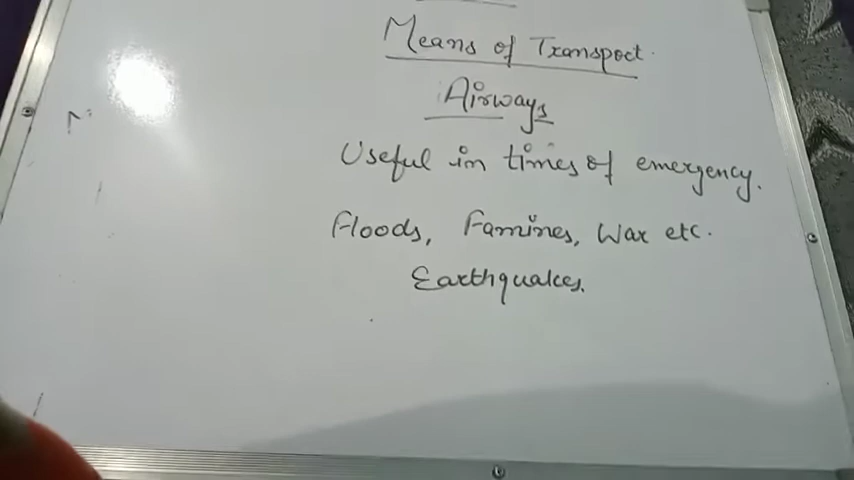 Means of Transport.
Airways
Useful in times of emergency.
Floods, Famines, War etc.
Earthquakes.